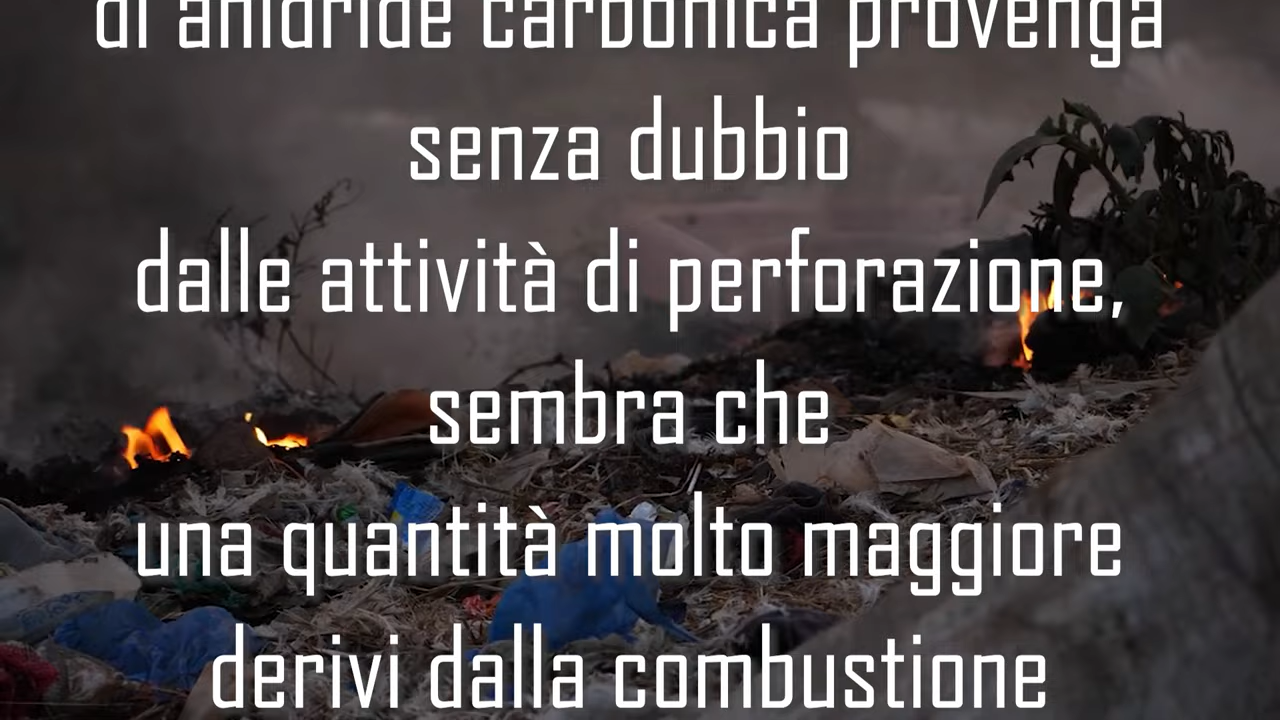 di anidride carbonica provenga
senza dubbio
dalle attività di perforazione,
sembra che
una quantità molto maggiore
derivi dalla combustione